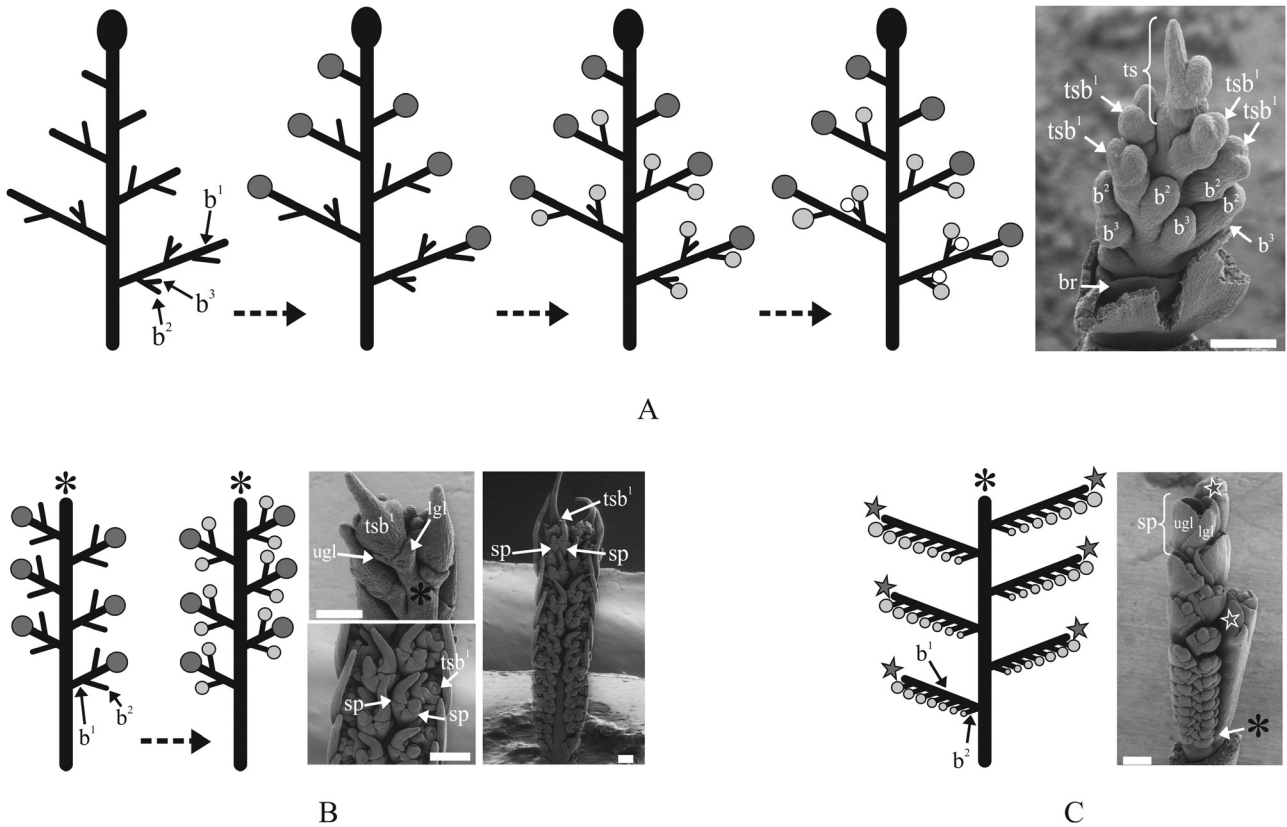 ts
tsb¹ tsb¹
tsb¹ tsb¹
b² b² b² b²
b³ b³ b³
br
b¹
b³
b²
A
tsb¹ lgl
ugl
*
tsb¹
sp sp
tsb¹
sp sp
* *
b¹ b²
B
*
b¹
b²
sp ugl lgl
*
C